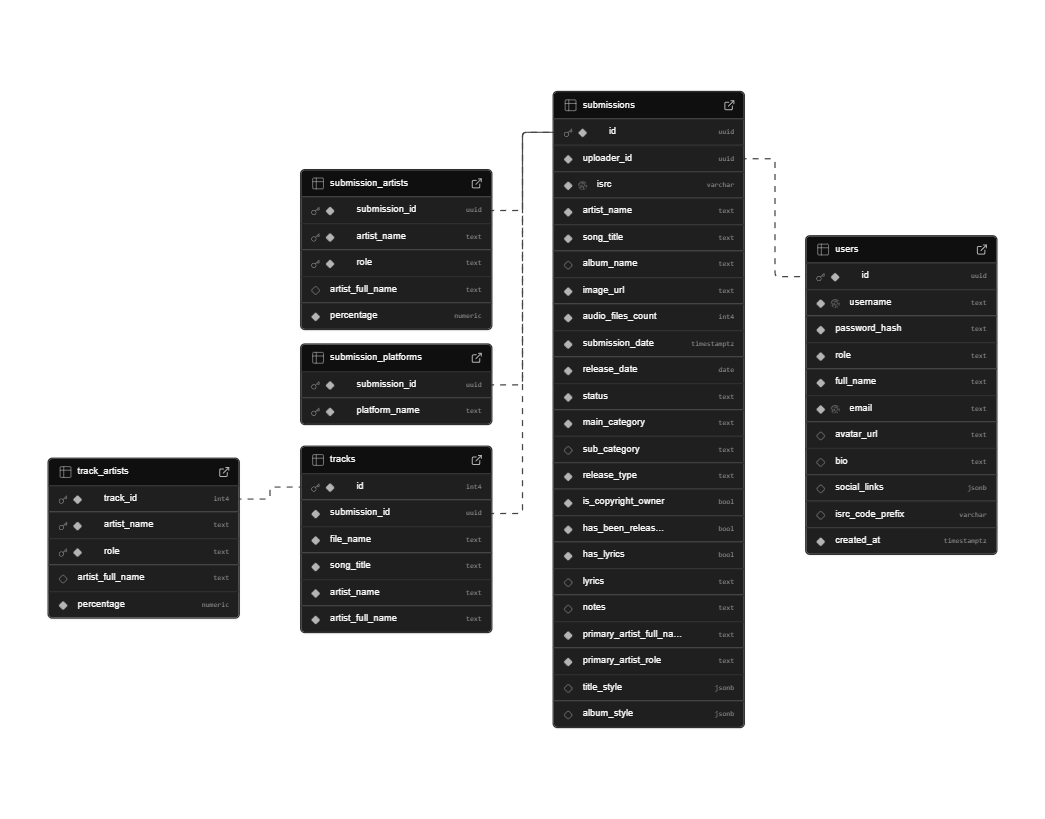 submissions
id uuid
uploader_id uuid
isrc varchar
artist_name text
song_title text
album_name text
image_url text
audio_files_count int4
submission_date timestamptz
release_date date
status text
main_category text
sub_category text
release_type text
is_copyright_owner bool
has_been_releas... bool
has_lyrics bool
lyrics text
notes text
primary_artist_full_na... text
primary_artist_role text
title_style jsonb
album_style jsonb
submission_artists
submission_id uuid
artist_name text
role text
artist_full_name text
percentage numeric
submission_platforms
submission_id uuid
platform_name text
tracks
id int4
submission_id uuid
file_name text
song_title text
artist_name text
artist_full_name text
track_artists
track_id int4
artist_name text
role text
artist_full_name text
percentage numeric
users
id uuid
username text
password_hash text
role text
full_name text
email text
avatar_url text
bio text
social_links jsonb
isrc_code_prefix varchar
created_at timestamptz